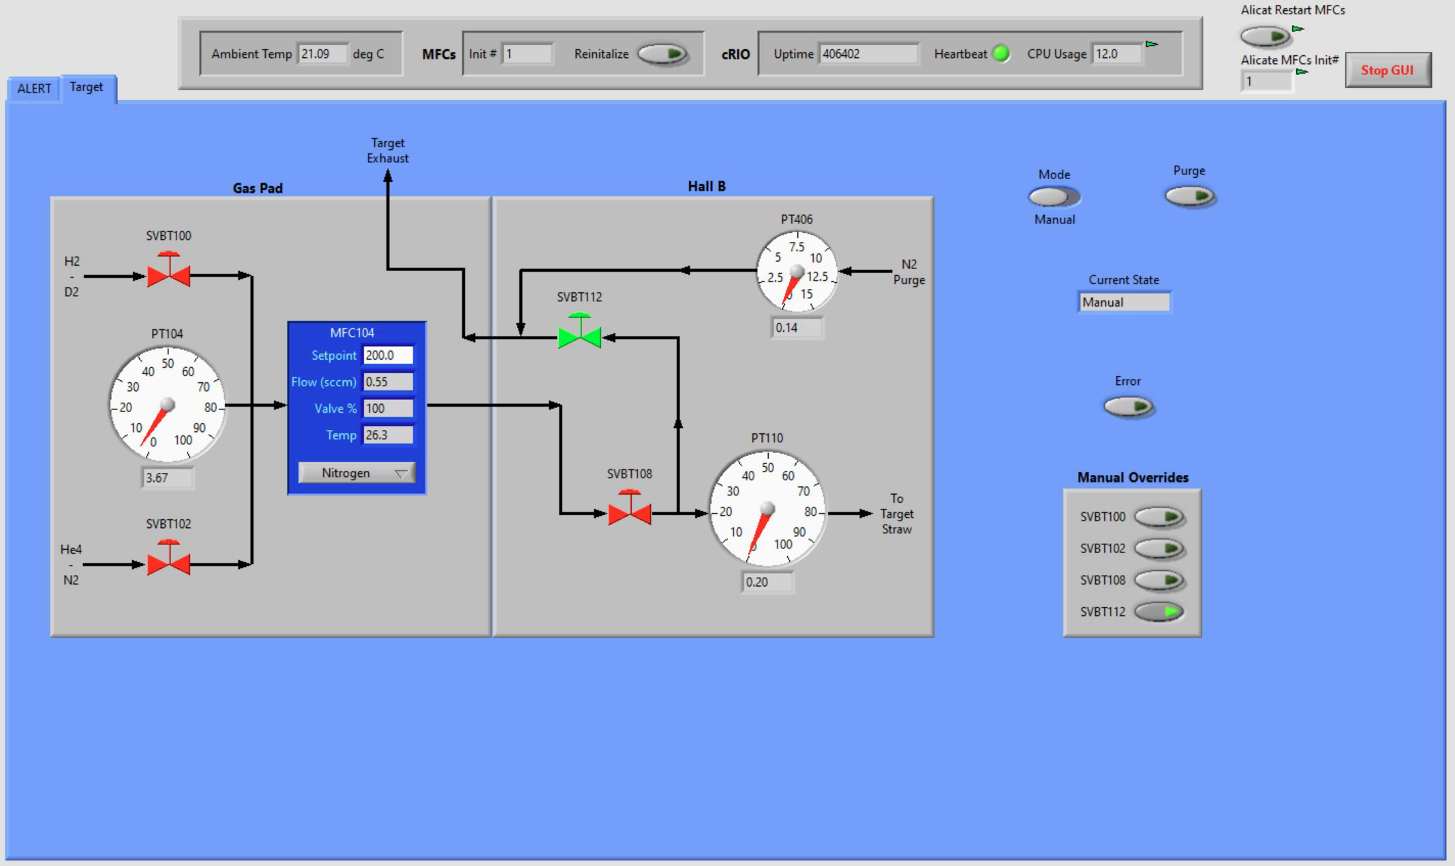 Alicat Restart MFCs
Ambient Temp 21.09 deg C MFCs Init # 1 Reinitalize cRIO Uptime 406402 Heartbeat CPU Usage 12.0
Alicate MFCs Init#
1
Stop GUI
ALERT Target
Target
Exhaust
Gas Pad
Hall B
Mode
Manual
Purge
SVBT100
H2
-
D2
PT104
0 10 20 30 40 50 60 70 80 90 100
3.67
MFC104
Setpoint 200.0
Flow (sccm) 0.55
Valve % 100
Temp 26.3
Nitrogen
SVBT102
He4
-
N2
PT406
0 2.5 5 7.5 10 12.5 15
0.14
N2
Purge
SVBT112
SVBT108
PT110
0 10 20 30 40 50 60 70 80 90 100
0.20
To
Target
Straw
Current State
Manual
Error
Manual Overrides
SVBT100
SVBT102
SVBT108
SVBT112